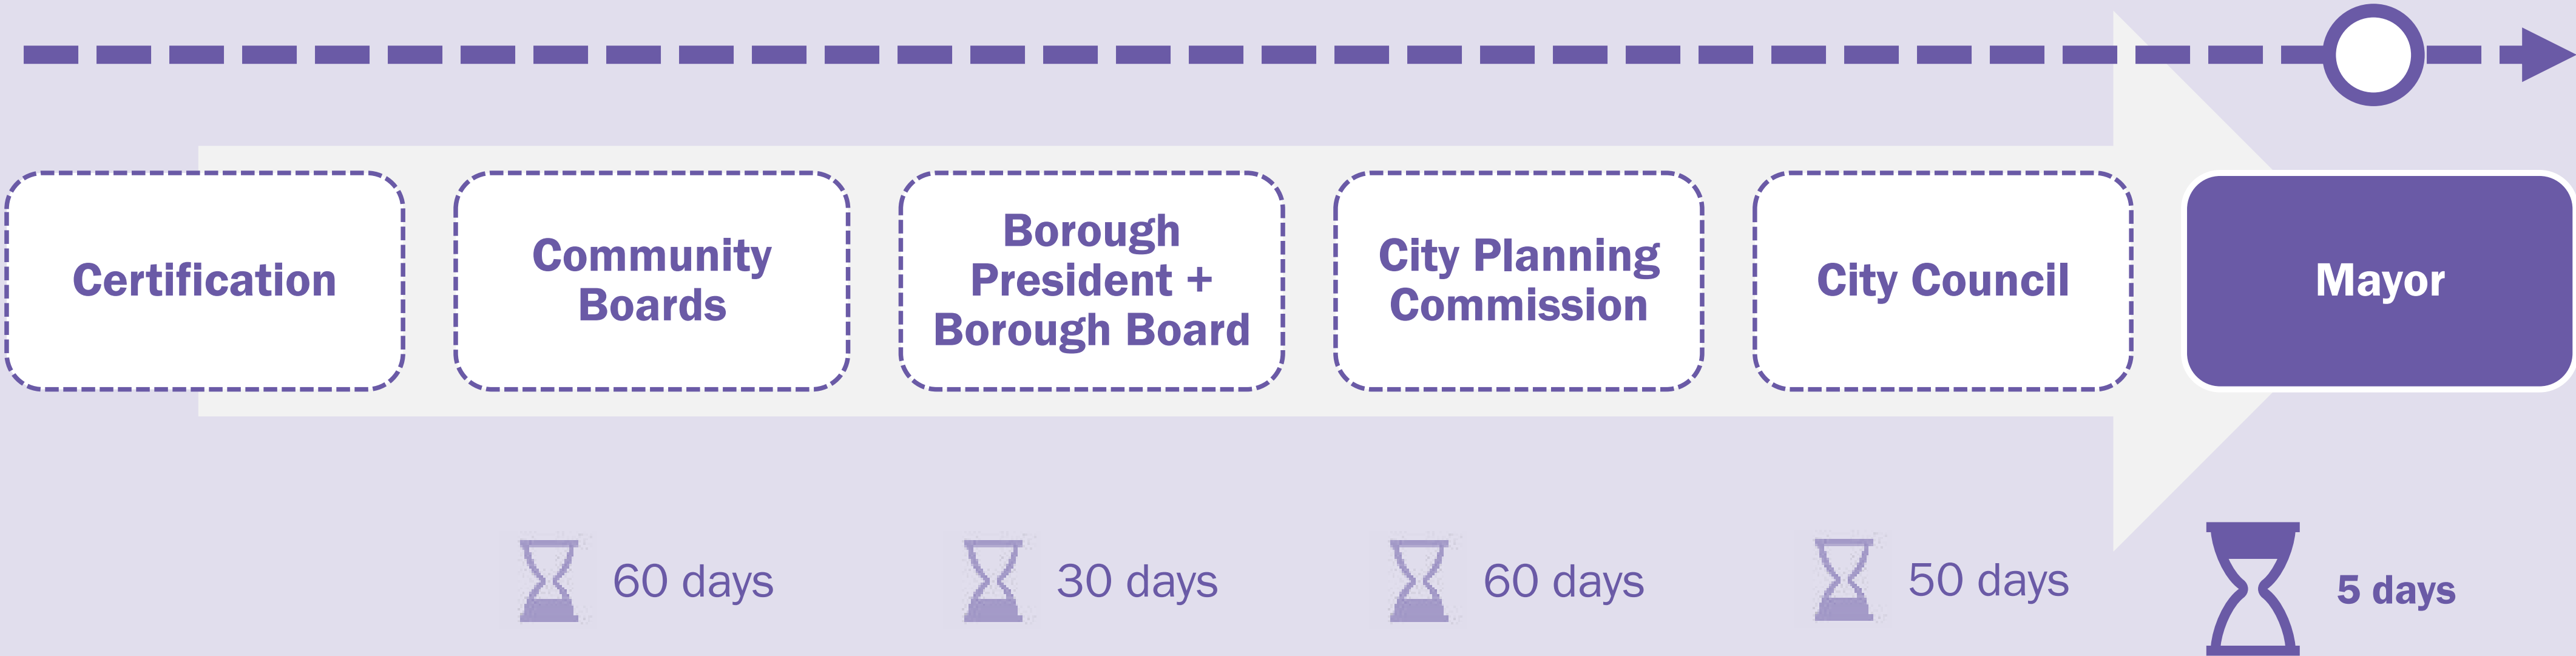 Certification
Community
Boards
Borough
President +
Borough Board
City Planning
Commission
City Council
Mayor
60 days
30 days
60 days
50 days
5 days